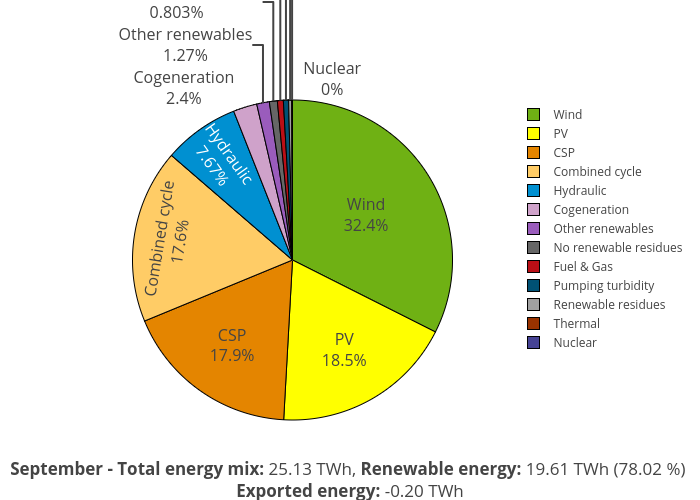 0.803%
Other renewables
1.27%
Cogeneration
2.4%
Nuclear
0%
Hydraulic
7.67%
Wind
32.4%
Combined cycle
17.6%
CSP
17.9%
PV
18.5%
Wind
PV
CSP
Combined cycle
Hydraulic
Cogeneration
Other renewables
No renewable residues
Fuel & Gas
Pumping turbidity
Renewable residues
Thermal
Nuclear
September - Total energy mix: 25.13 TWh, Renewable energy: 19.61 TWh (78.02 %)
Exported energy: -0.20 TWh